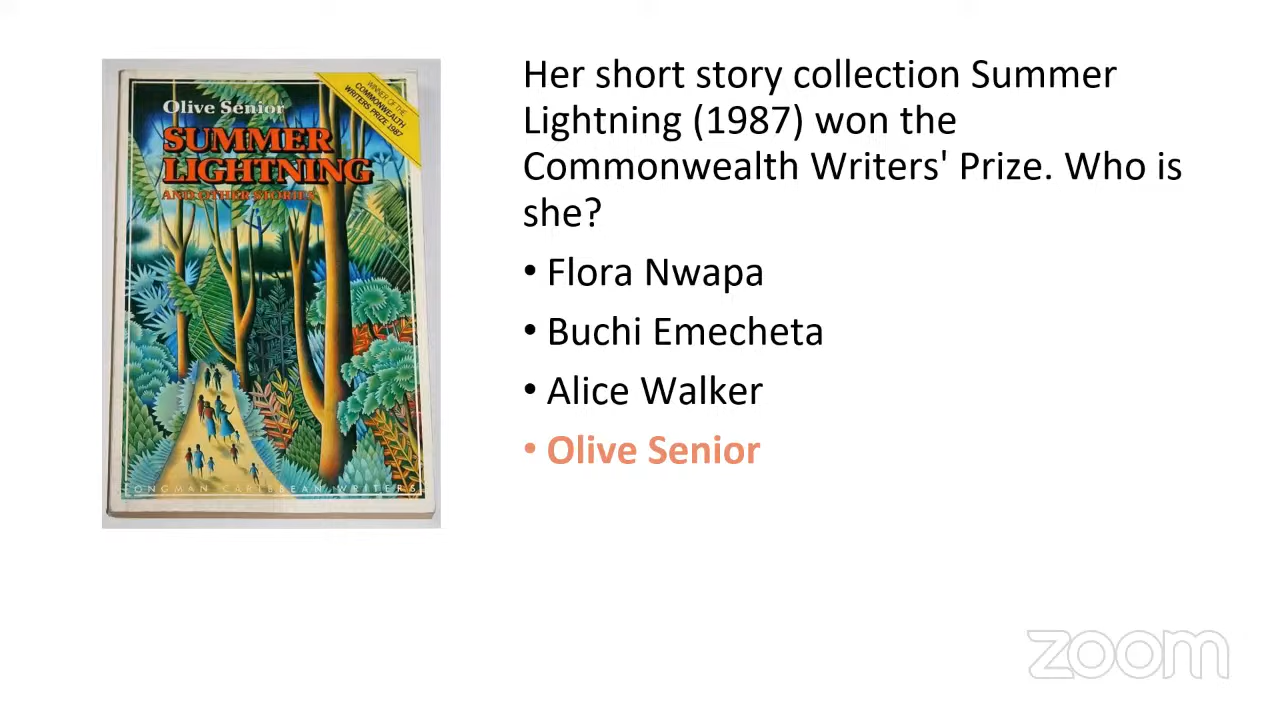 Olive Senior
SUMMER
LIGHTNING
AND OTHER STORIES
WINNER OF THE
COMMONWEALTH
WRITERS PRIZE 1987
LONGMAN CARIBBEAN WRITERS
Her short story collection Summer
Lightning (1987) won the
Commonwealth Writers' Prize. Who is
she?
• Flora Nwapa
• Buchi Emecheta
• Alice Walker
• Olive Senior
zoom